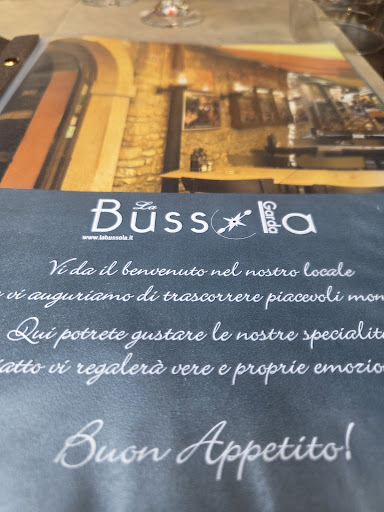 La
Bussola
Garda
www.labussola.it
Vi da il benvenuto nel nostro locale
vi auguriamo di trascorrere piacevoli
Qui potrete gustare le nostre
vi regalerà vere e proprie
Buon Appetito!